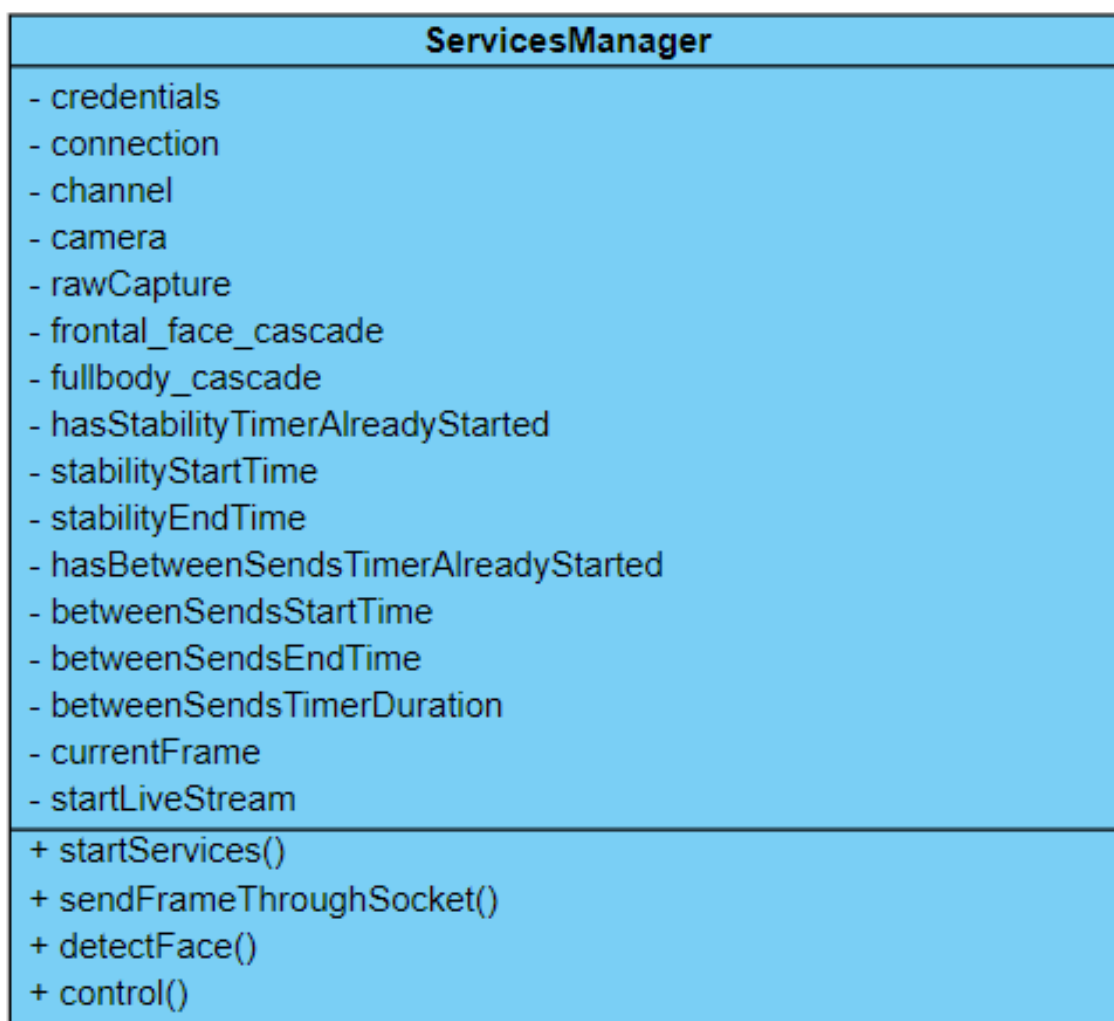 ServicesManager
- credentials
- connection
- channel
- camera
- rawCapture
- frontal_face_cascade
- fullbody_cascade
- hasStabilityTimerAlreadyStarted
- stabilityStartTime
- stabilityEndTime
- hasBetweenSendsTimerAlreadyStarted
- betweenSendsStartTime
- betweenSendsEndTime
- betweenSendsTimerDuration
- currentFrame
- startLiveStream
+ startServices()
+ sendFrameThroughSocket()
+ detectFace()
+ control()